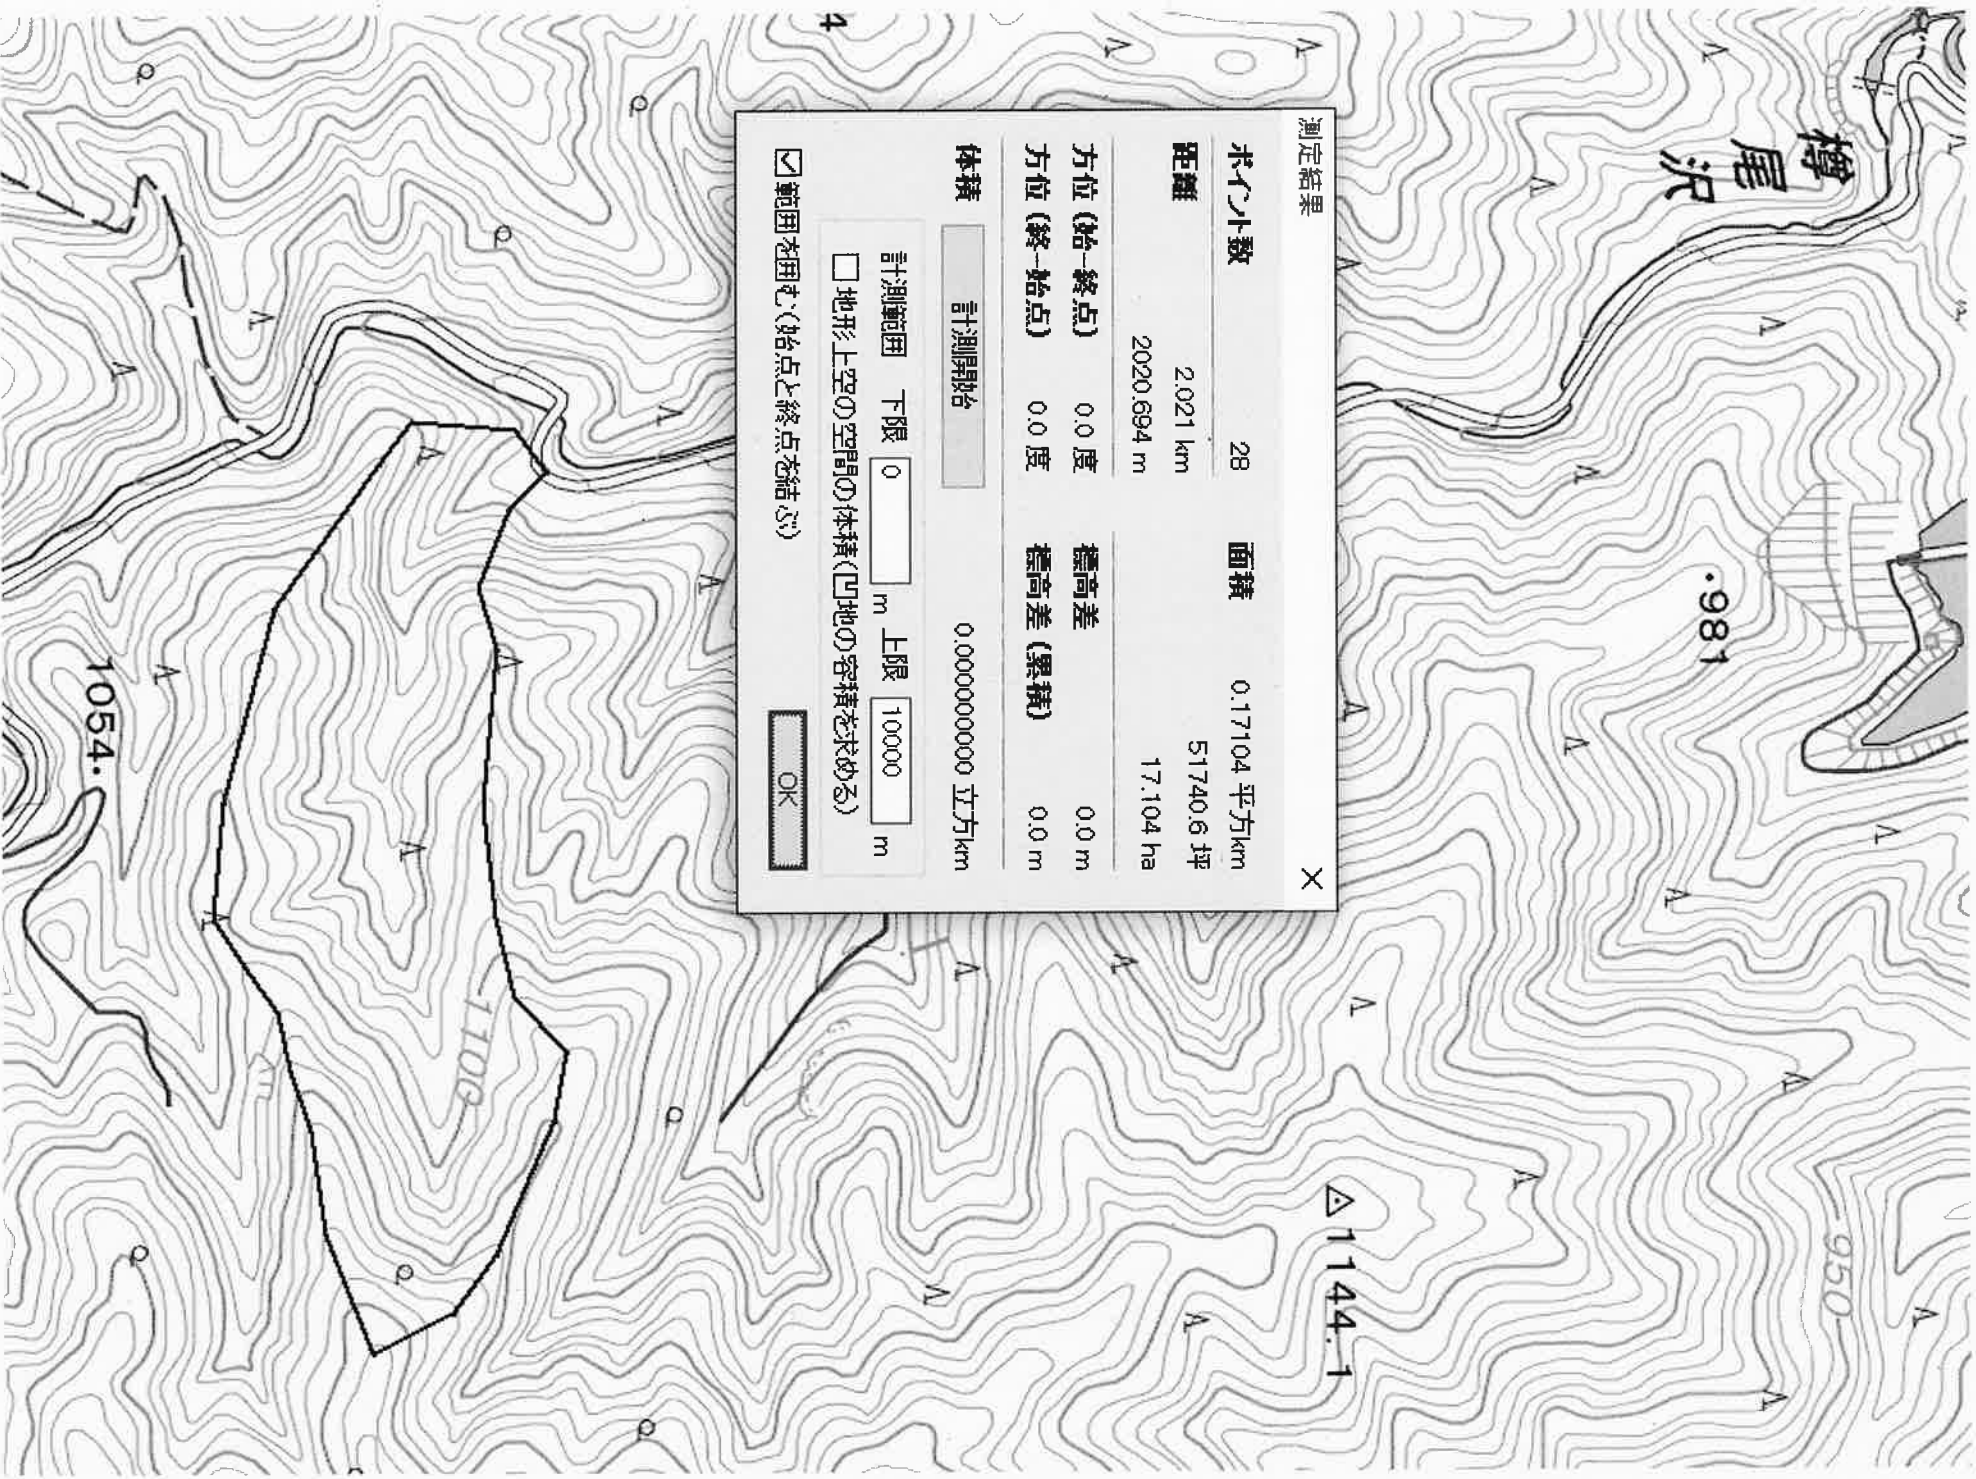 樽尾沢
・981
測定結果
ポイント数 28 面積 0.17104 平方km
距離 2.021 km 51740.6 坪
2020.694 m 17.104 ha
方位 (始→終点) 0.0 度 標高差 0.0 m
方位 (終→始点) 0.0 度 標高差 (累積) 0.0 m
体積 計測開始 0.0000000000 立方km
計測範囲 下限 0 m 上限 10000 m
地形上空の空間の体積(凹地の容積を求める)
範囲を囲む(始点と終点を結ぶ)
OK
1054・
1100
1144.1
950
4